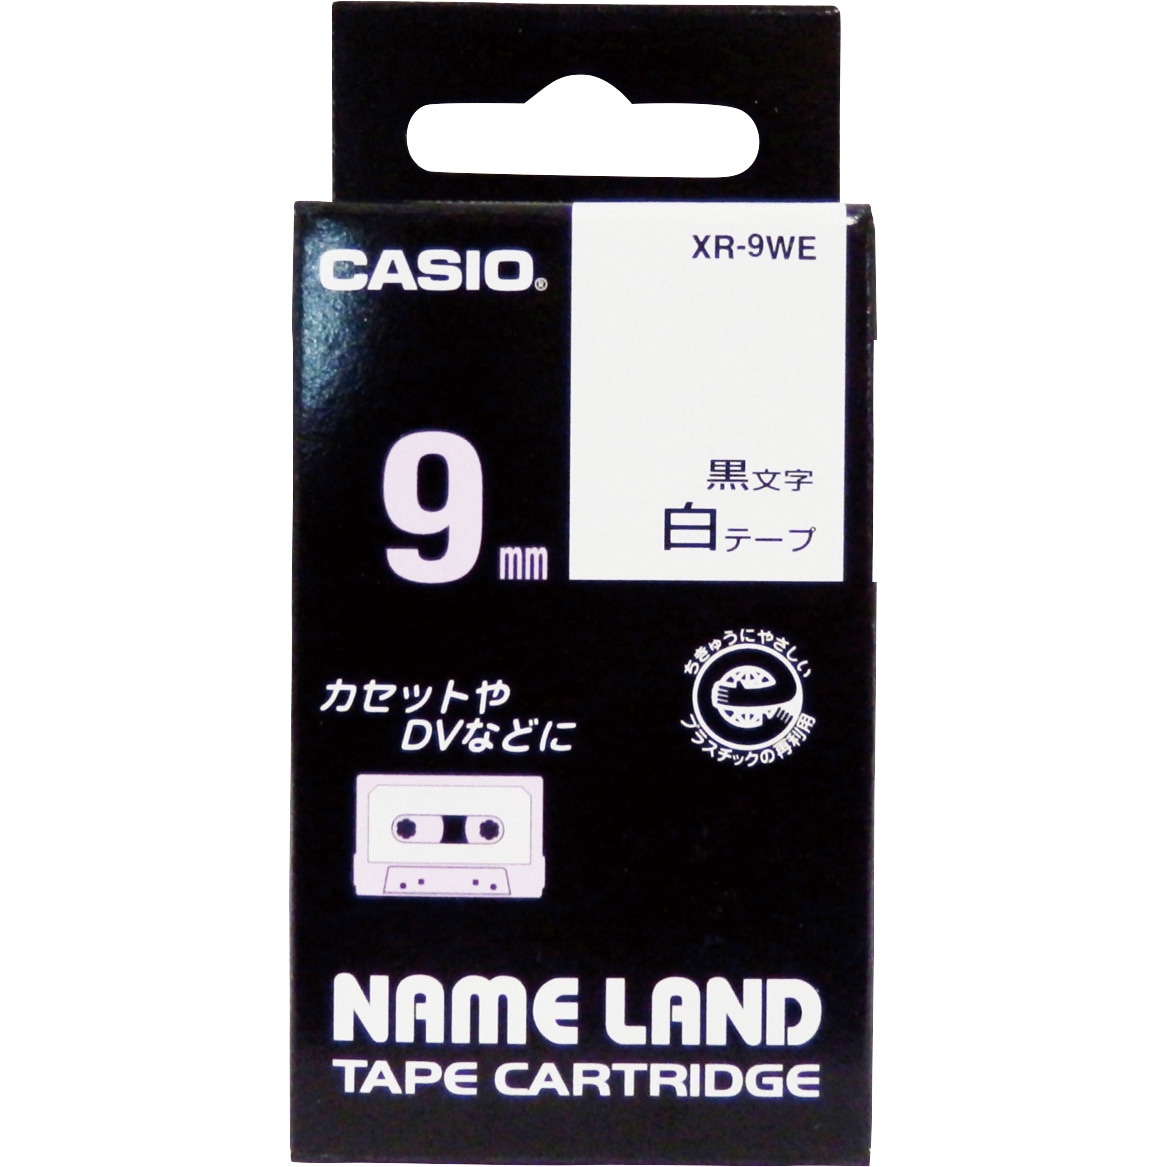 CASIO®
XR-9WE
9mm
黒文字
白テープ
ちきゅうにやさしい
プラスチックの再利用
カセットや
DVなどに
NAME LAND
TAPE CARTRIDGE